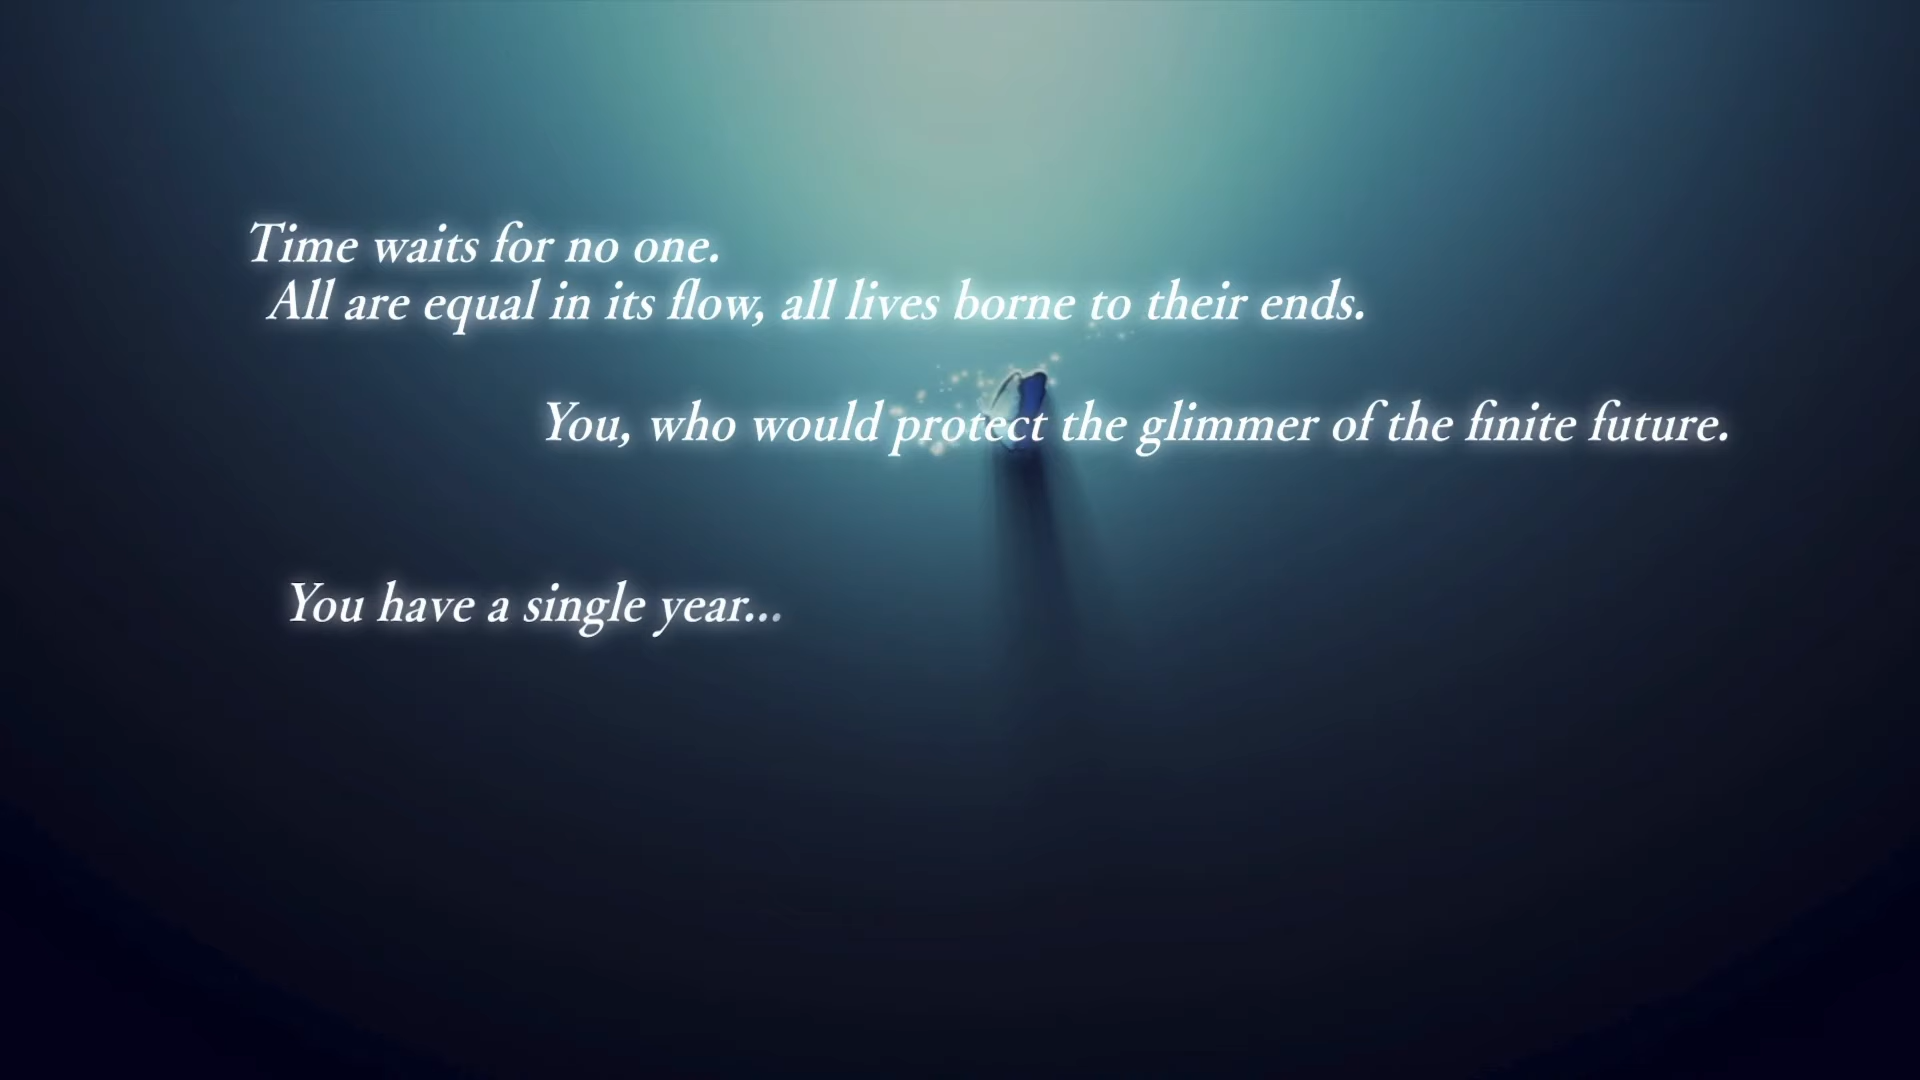 Time waits for no one.
All are equal in its flow, all lives borne to their ends.
You, who would protect the glimmer of the finite future.
You have a single year...